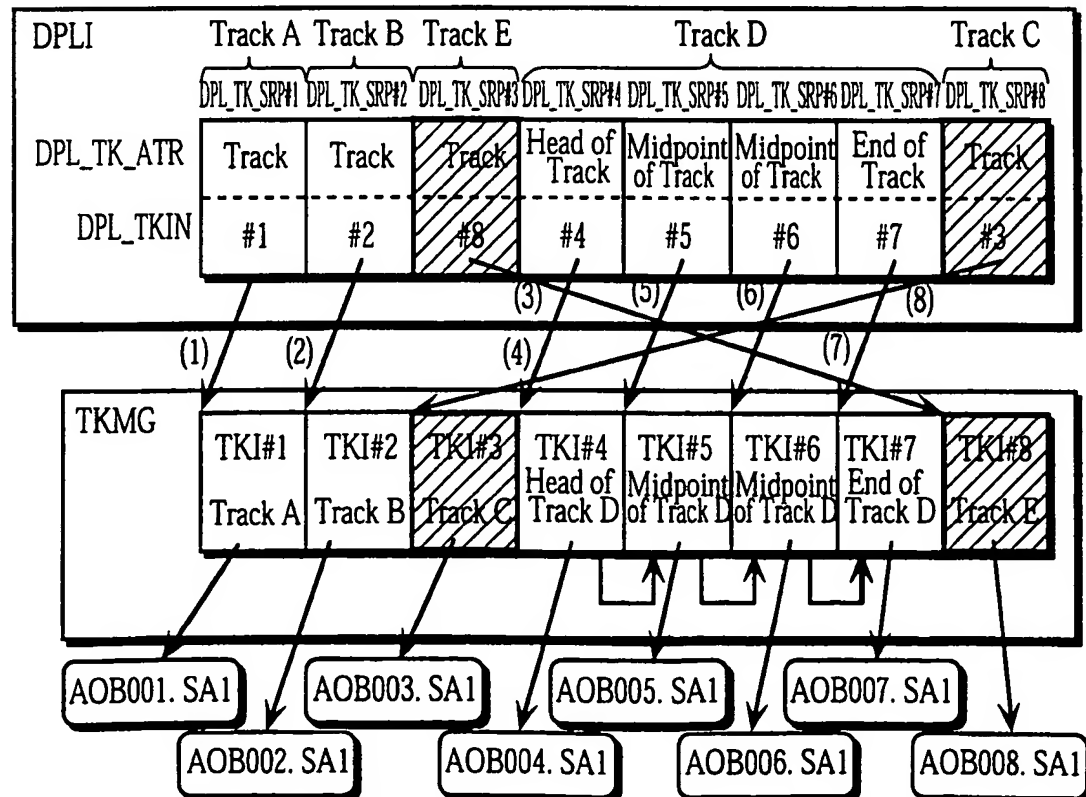 DPLI
Track A Track B Track E Track D Track C
DPL_TK_SRP#1 DPL_TK_SRP#2 DPL_TK_SRP#3 DPL_TK_SRP#4 DPL_TK_SRP#5 DPL_TK_SRP#6 DPL_TK_SRP#7 DPL_TK_SRP#8
DPL_TK_ATR Track Track Track Head of Track Midpoint of Track Midpoint of Track End of Track Track
DPL_TKIN #1 #2 #8 #4 #5 #6 #7 #3
(3) (5) (6) (8)
(1) (2) (4) (7)
TKMG
TKI#1 TKI#2 TKI#3 TKI#4 TKI#5 TKI#6 TKI#7 TKI#8
Track A Track B Track C Head of Track D Midpoint of Track D Midpoint of Track D End of Track D Track E
AOB001. SA1 AOB003. SA1 AOB005. SA1 AOB007. SA1
AOB002. SA1 AOB004. SA1 AOB006. SA1 AOB008. SA1